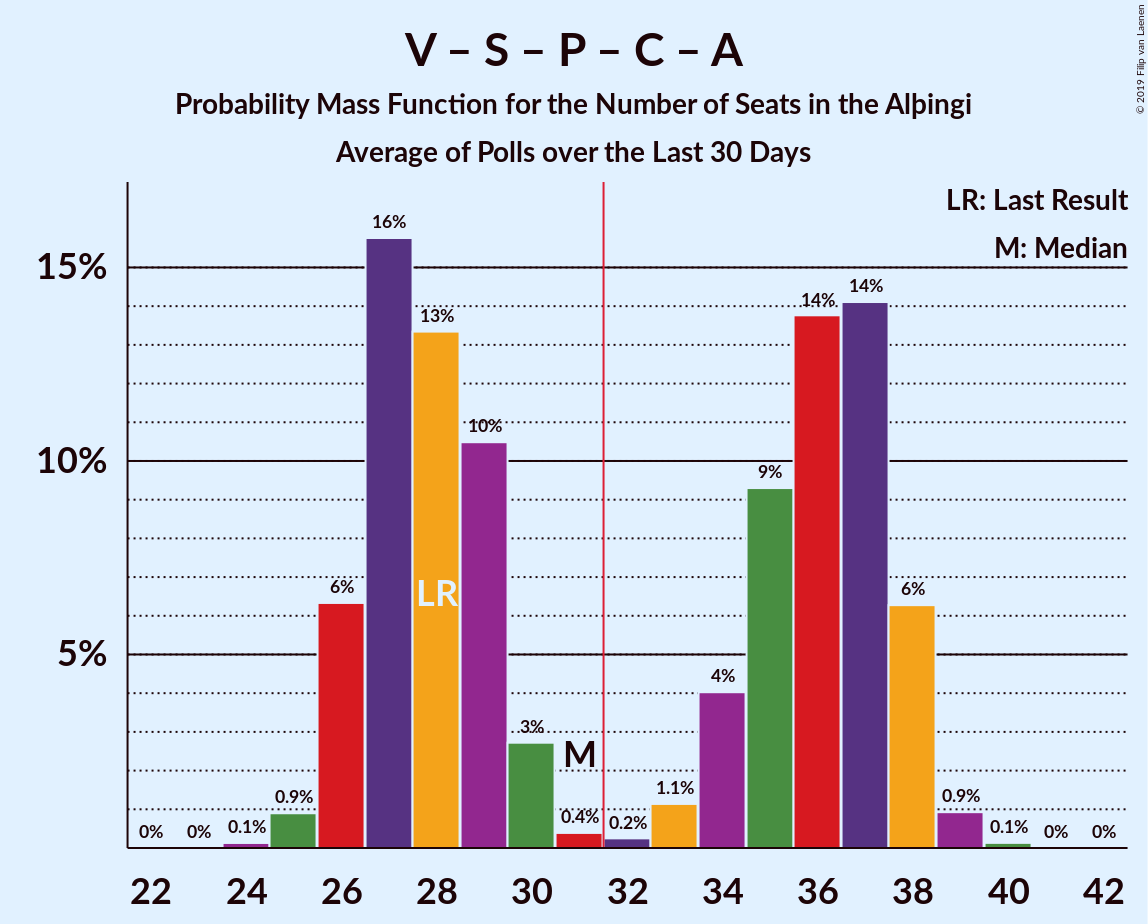 V – S – P – C – A
Probability Mass Function for the Number of Seats in the Alþingi
Average of Polls over the Last 30 Days
© 2019 Filip van Laenen
LR: Last Result
M: Median
15%
10%
5%
0%
0%
0.1%
0.9%
6%
16%
13%
10%
3%
0.4%
0.2%
1.1%
4%
9%
14%
14%
6%
0.9%
0.1%
0%
0%
LR
M
22 24 26 28 30 32 34 36 38 40 42